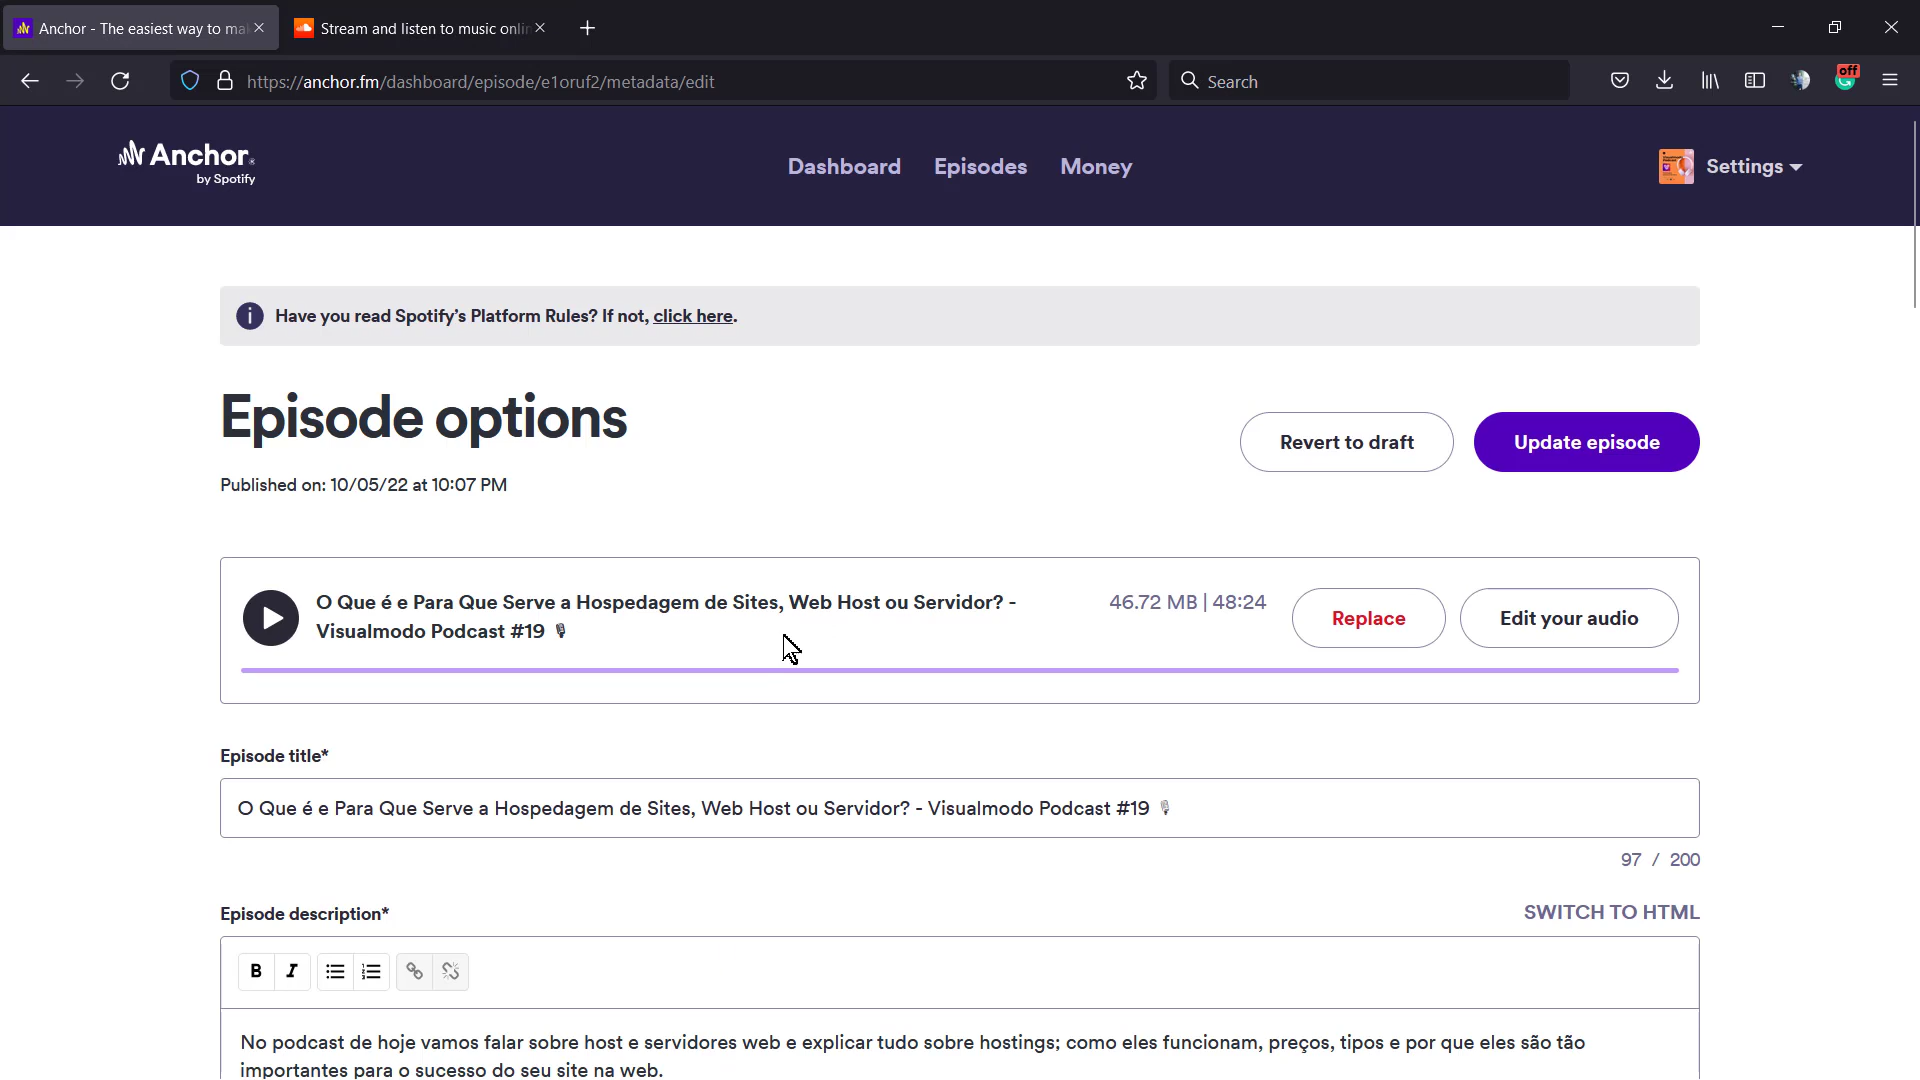 Anchor - The easiest way to ma
Stream and listen to music onlin
https://anchor.fm/dashboard/episode/e1oruf2/metadata/edit
Search
off
Anchor
by Spotify
Dashboard
Episodes
Money
Settings
Have you read Spotify's Platform Rules? If not, click here.
Episode options
Revert to draft
Update episode
Published on: 10/05/22 at 10:07 PM
O Que é e Para Que Serve a Hospedagem de Sites, Web Host ou Servidor? -
Visualmodo Podcast #19 🎙
46.72 MB | 48:24
Replace
Edit your audio
Episode title*
O Que é e Para Que Serve a Hospedagem de Sites, Web Host ou Servidor? - Visualmodo Podcast #19 🎙
97 / 200
Episode description*
SWITCH TO HTML
B I
No podcast de hoje vamos falar sobre host e servidores web e explicar tudo sobre hostings; como eles funcionam, preços, tipos e por que eles são tão
importantes para o sucesso do seu site na web.